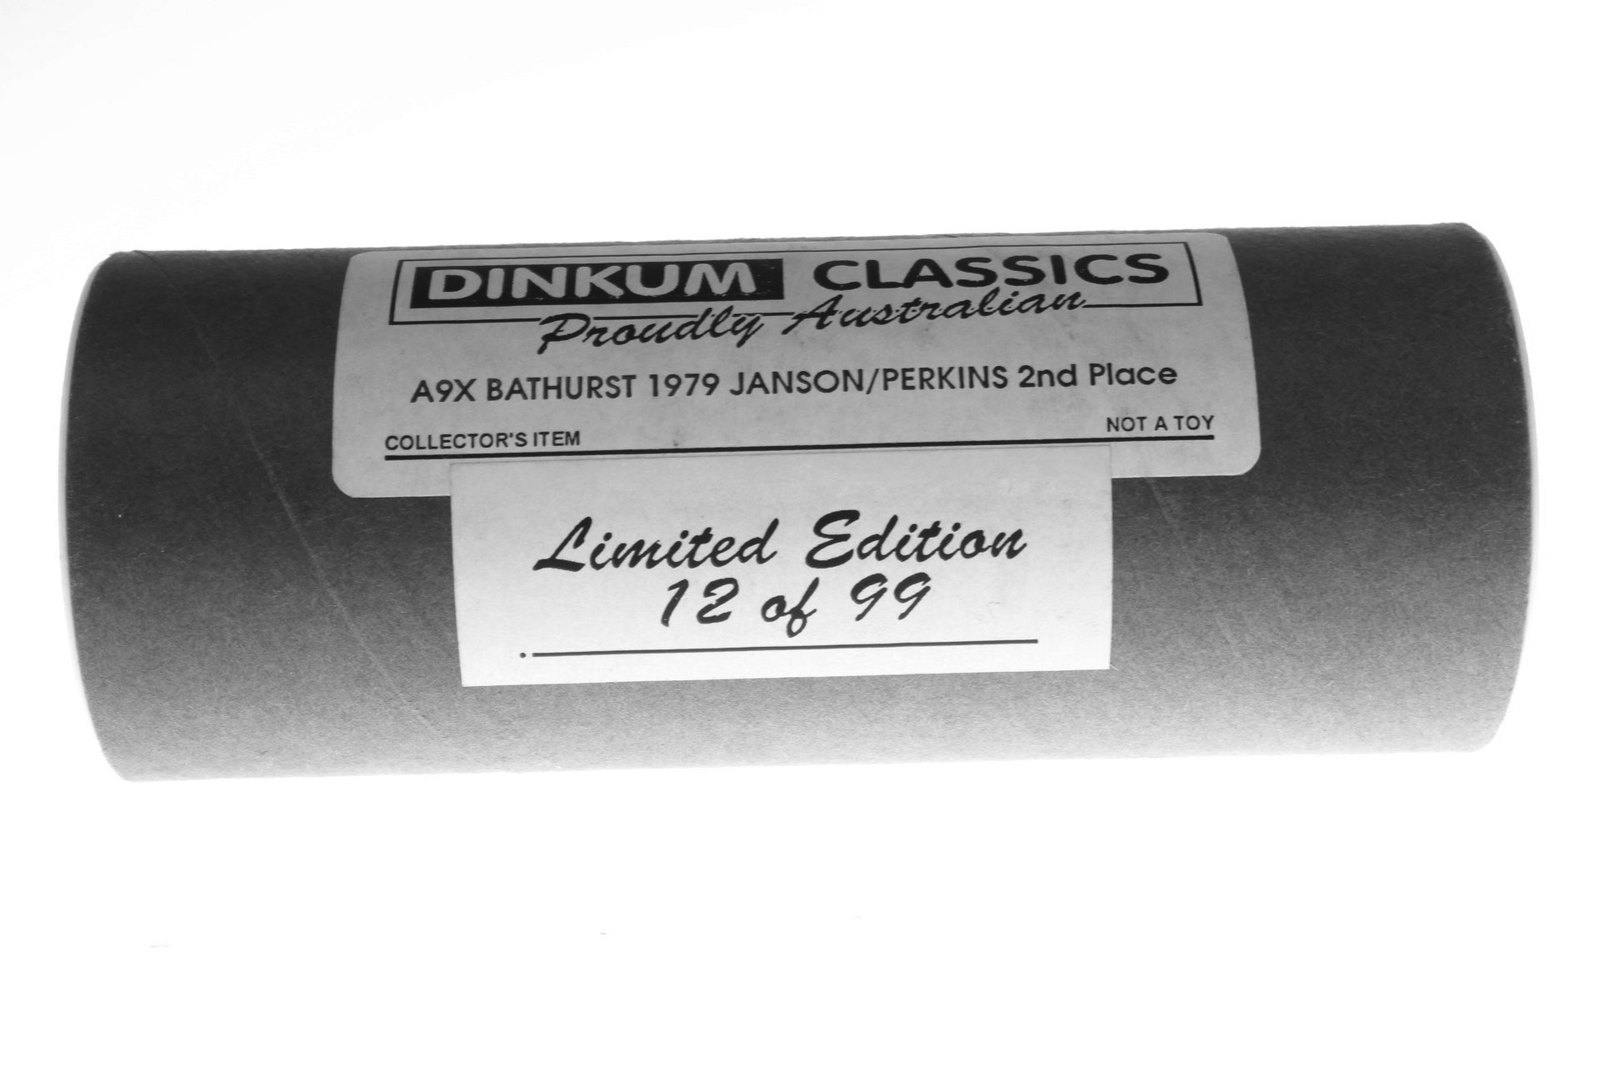 DINKUM CLASSICS
Proudly Australian
A9X BATHURST 1979 JANSON/PERKINS 2nd Place
COLLECTOR'S ITEM NOT A TOY
Limited Edition
12 of 99